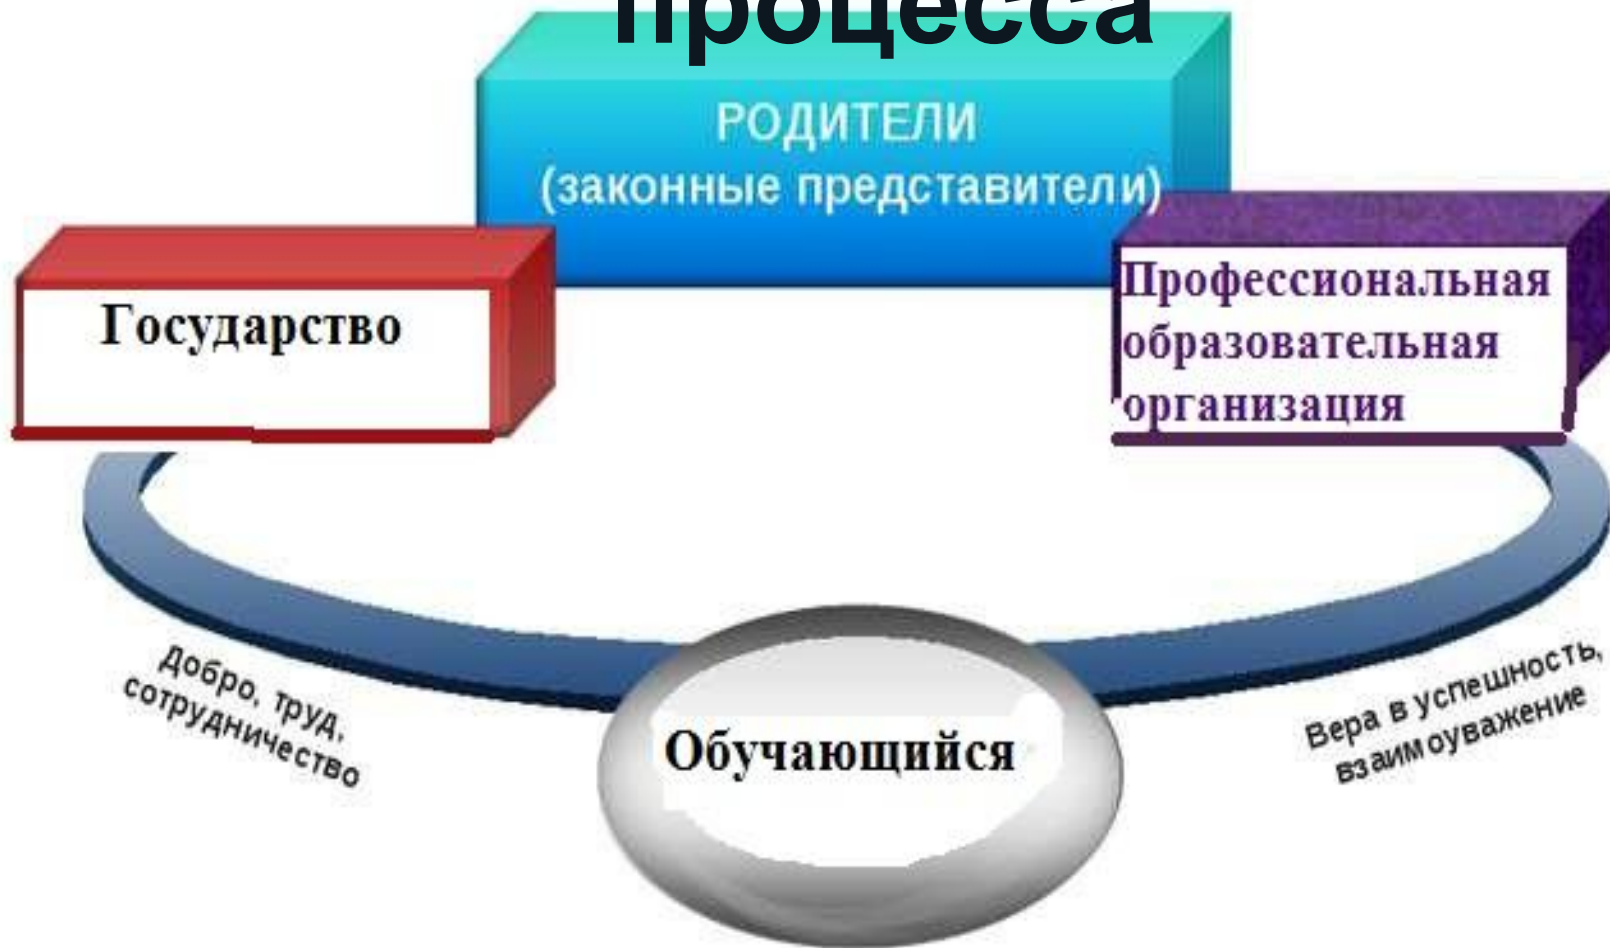 процесса
РОДИТЕЛИ
(законные представители)
Государство
Профессиональная
образовательная
организация
Добро, труд,
сотрудничество
Обучающийся
Вера в успешность,
взаимоуважение